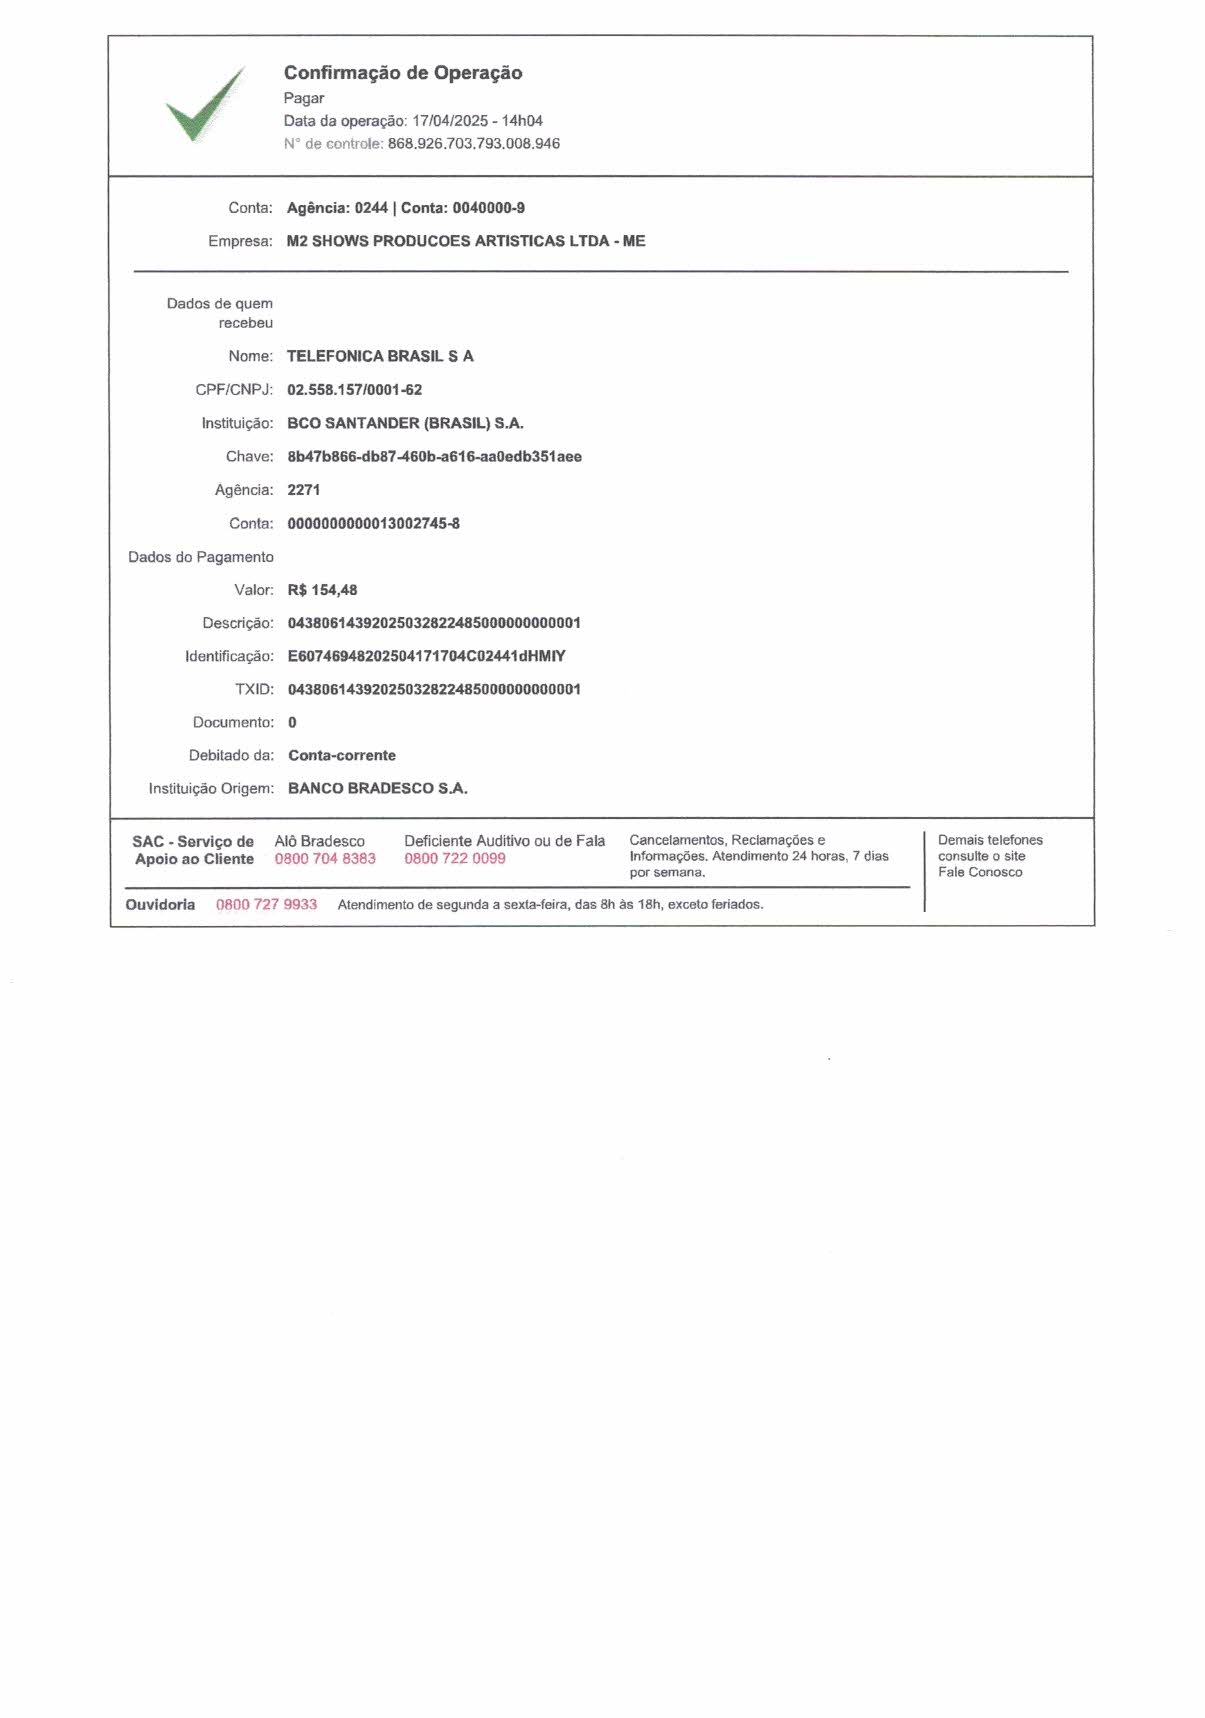 Confirmação de Operação
Pagar
Data da operação: 17/04/2025 - 14h04
N° de controle: 868.926.703.793.008.946
Conta: Agência: 0244 | Conta: 0040000-9
Empresa: M2 SHOWS PRODUCOES ARTISTICAS LTDA - ME
Dados de quem
recebeu
Nome: TELEFONICA BRASIL S A
CPF/CNPJ: 02.558.157/0001-62
Instituição: BCO SANTANDER (BRASIL) S.A.
Chave: 8b47b866-db87-460b-a616-aa0edb351aee
Agência: 2271
Conta: 0000000000013002745-8
Dados do Pagamento
Valor: R$ 154,48
Descrição: 04380614392025032822485000000000001
Identificação: E60746948202504171704C02441dHMIY
TXID: 04380614392025032822485000000000001
Documento: 0
Debitado da: Conta-corrente
Instituição Origem: BANCO BRADESCO S.A.
SAC - Serviço de
Apoio ao Cliente
Alô Bradesco
0800 704 8383
Deficiente Auditivo ou de Fala
0800 722 0099
Cancelamentos, Reclamações e
Informações. Atendimento 24 horas, 7 dias
por semana.
Demais telefones
consulte o site
Fale Conosco
Ouvidoria 0800 727 9933 Atendimento de segunda a sexta-feira, das 8h às 18h, exceto feriados.